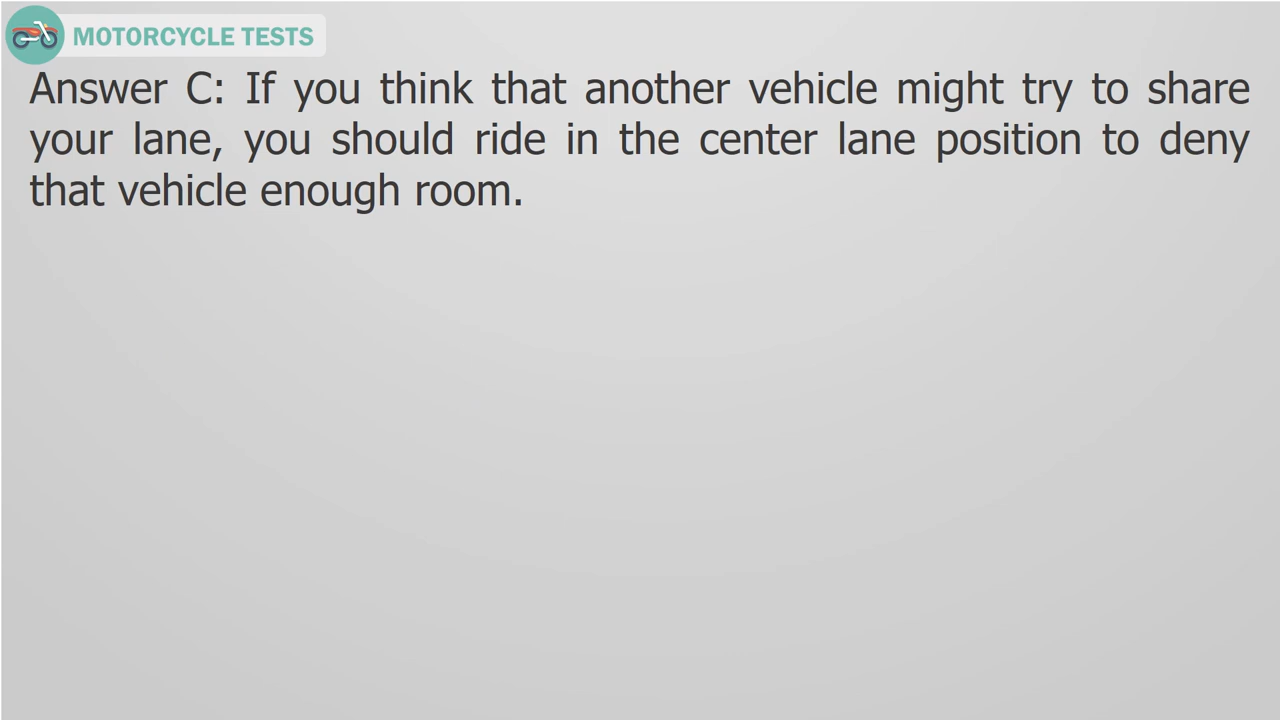 MOTORCYCLE TESTS
Answer C: If you think that another vehicle might try to share
your lane, you should ride in the center lane position to deny
that vehicle enough room.